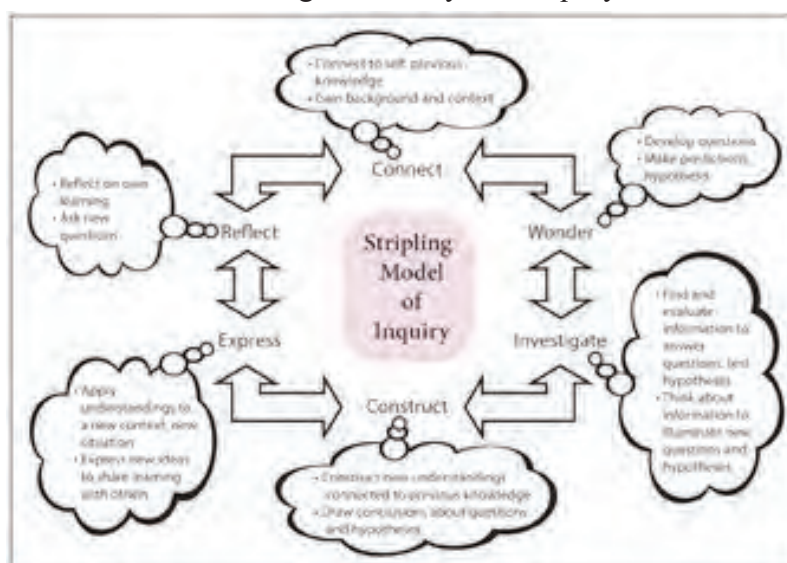 • Connect to self, previous
knowledge
• Gain background and context
Connect
• Develop questions
• Make predictions,
hypothesis
Wonder
• Reflect on own
learning
• Ask new
questions
Reflect
Stripling
Model
of
Inquiry
• Find and
evaluate
information to
answer
questions, test
hypothesis
• Think about
information to
illuminate new
questions and
hypotheses
Investigate
Express
• Apply
understandings to
a new context, new
situation
• Express new ideas
to share learning
with others
Construct
• Construct new understandings
connected to previous knowledge
• Draw conclusions about questions
and hypotheses